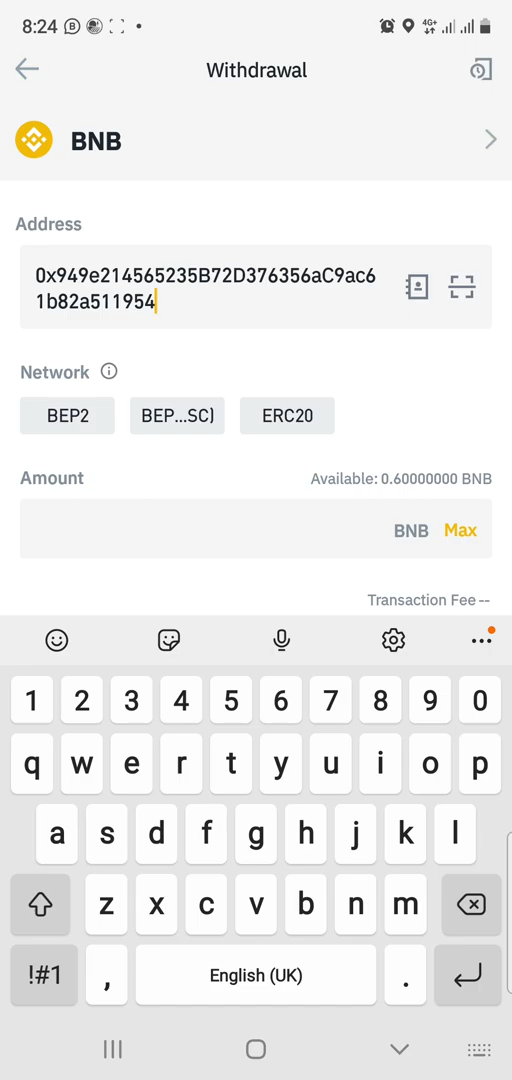 8:24
4G+
Withdrawal
BNB
Address
0x949e214565235B72D376356aC9ac6
1b82a511954
Network
BEP2 BEP...SC) ERC20
Amount Available: 0.60000000 BNB
BNB Max
Transaction Fee --
1 2 3 4 5 6 7 8 9 0
q w e r t y u i o p
a s d f g h j k l
z x c v b n m
!#1 , English (UK) .